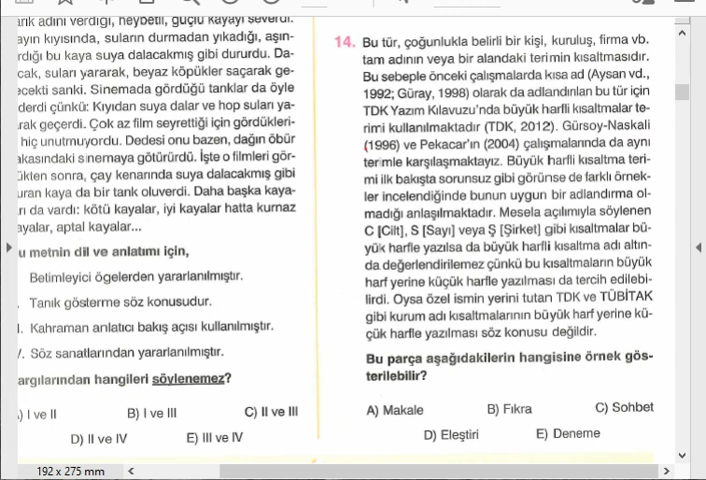 arık adını verdiği, heybetli, güçlü kayayı severdi.
ayın kıyısında, suların durmadan yıkadığı, aşın-
rdığı bu kaya suya dalacakmış gibi dururdu. Da-
cak, suları yararak, beyaz köpükler saçarak ge-
ecekti sanki. Sinemada gördüğü tanklar da öyle
derdi çünkü: Kıyıdan suya dalar ve hop suları ya-
rak geçerdi. Çok az film seyrettiği için gördükleri-
hiç unutmuyordu. Dedesi onu bazen, dağın öbür
akasındaki sinemaya götürürdü. İşte o filmleri gör-
ükten sonra, çay kenarında suya dalacakmış gibi
uran kaya da bir tank oluverdi. Daha başka kaya-
rı da vardı: kötü kayalar, iyi kayalar hatta kurnaz
ayalar, aptal kayalar...
u metnin dil ve anlatımı için,
Betimleyici ögelerden yararlanılmıştır.
. Tanık gösterme söz konusudur.
I. Kahraman anlatıcı bakış açısı kullanılmıştır.
/. Söz sanatlarından yararlanılmıştır.
argılarından hangileri söylenemez?
) I ve II B) I ve III C) II ve III
D) II ve IV E) III ve IV
14. Bu tür, çoğunlukla belirli bir kişi, kuruluş, firma vb.
tam adının veya bir alandaki terimin kısaltmasıdır.
Bu sebeple önceki çalışmalarda kısa ad (Aysan vd.,
1992; Güray, 1998) olarak da adlandırılan bu tür için
TDK Yazım Kılavuzu'nda büyük harfli kısaltmalar te-
rimi kullanılmaktadır (TDK, 2012). Gürsoy-Naskali
(1996) ve Pekacar'ın (2004) çalışmalarında da aynı
terimle karşılaşmaktayız. Büyük harfli kısaltma teri-
mi ilk bakışta sorunsuz gibi görünse de farklı örnek-
ler incelendiğinde bunun uygun bir adlandırma ol-
madığı anlaşılmaktadır. Mesela açılımıyla söylenen
C [Cilt], S [Sayı] veya Ş [Şirket] gibi kısaltmalar bü-
yük harfle yazılsa da büyük harfli kısaltma adı altın-
da değerlendirilemez çünkü bu kısaltmaların büyük
harf yerine küçük harfle yazılması da tercih edilebi-
lirdi. Oysa özel ismin yerini tutan TDK ve TÜBİTAK
gibi kurum adı kısaltmalarının büyük harf yerine kü-
çük harfle yazılması söz konusu değildir.
Bu parça aşağıdakilerin hangisine örnek gös-
terilebilir?
A) Makale B) Fıkra C) Sohbet
D) Eleştiri E) Deneme
192 x 275 mm